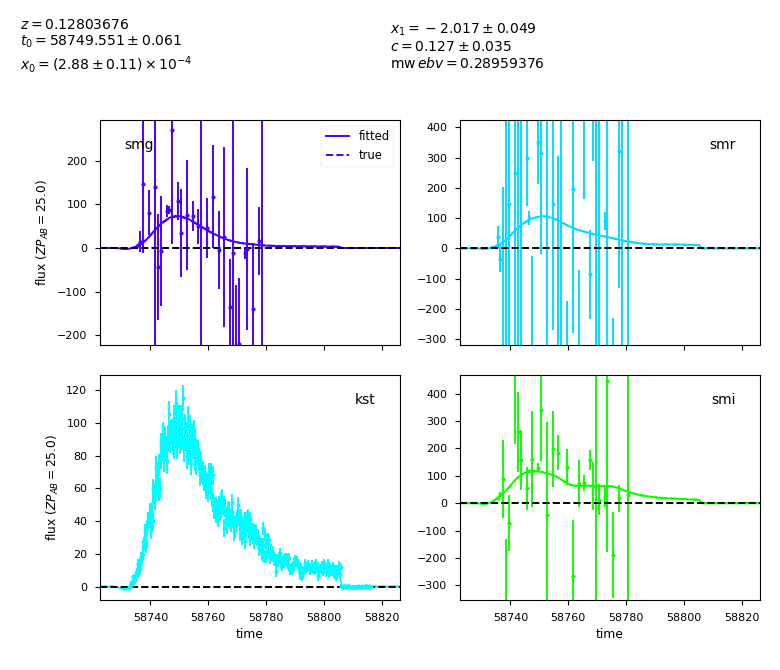 z = 0.12803676
t₀ = 58749.551 ± 0.061
x₀ = (2.88 ± 0.11) × 10⁻⁴
x₁ = −2.017 ± 0.049
c = 0.127 ± 0.035
mw ebv = 0.28959376
smg
fitted
true
200
100
0
−100
−200
flux (ZP_AB = 25.0)
smr
400
300
200
100
0
−100
−200
−300
kst
120
100
80
60
40
20
0
flux (ZP_AB = 25.0)
58740 58760 58780 58800 58820
time
smi
400
300
200
100
0
−100
−200
−300
58740 58760 58780 58800 58820
time